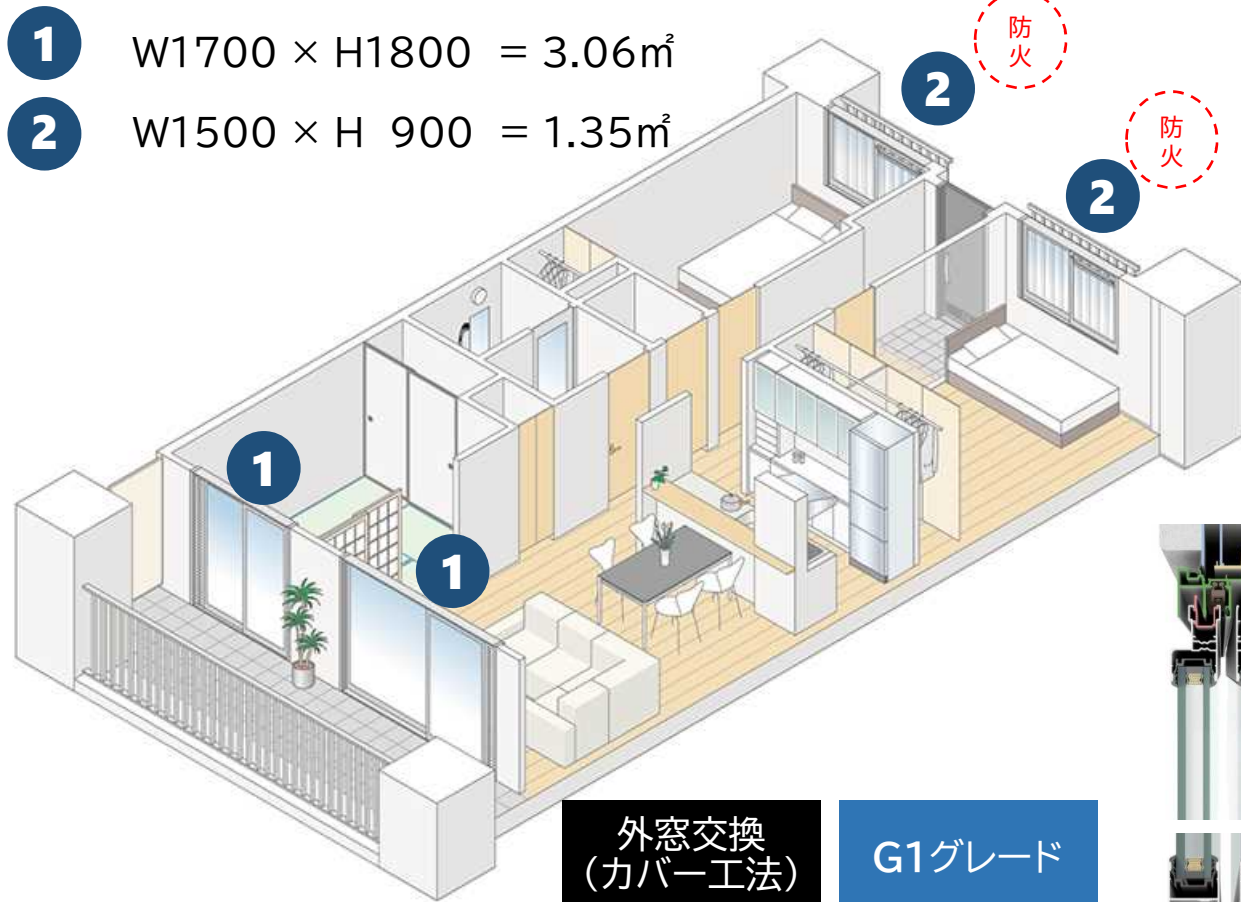 1 W1700 × H1800 = 3.06㎡
2 W1500 × H 900 = 1.35㎡
防
火
2
防
火
2
1
1
外窓交換
(カバー工法)
G1グレード